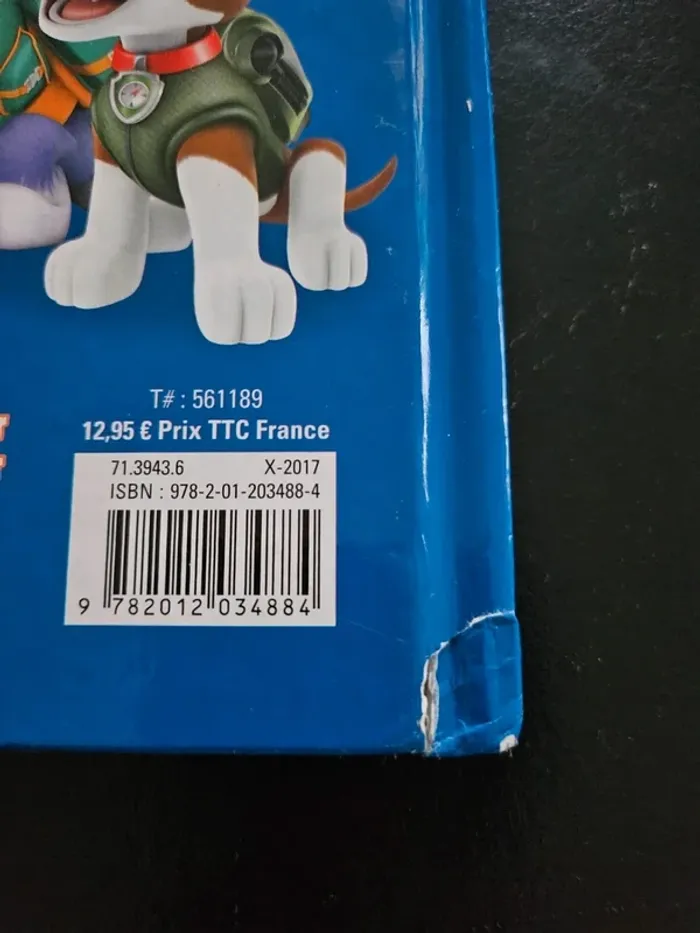 T# : 561189
12,95 € Prix TTC France
71.3943.6 X-2017
ISBN : 978-2-01-203488-4
9 782012 034884